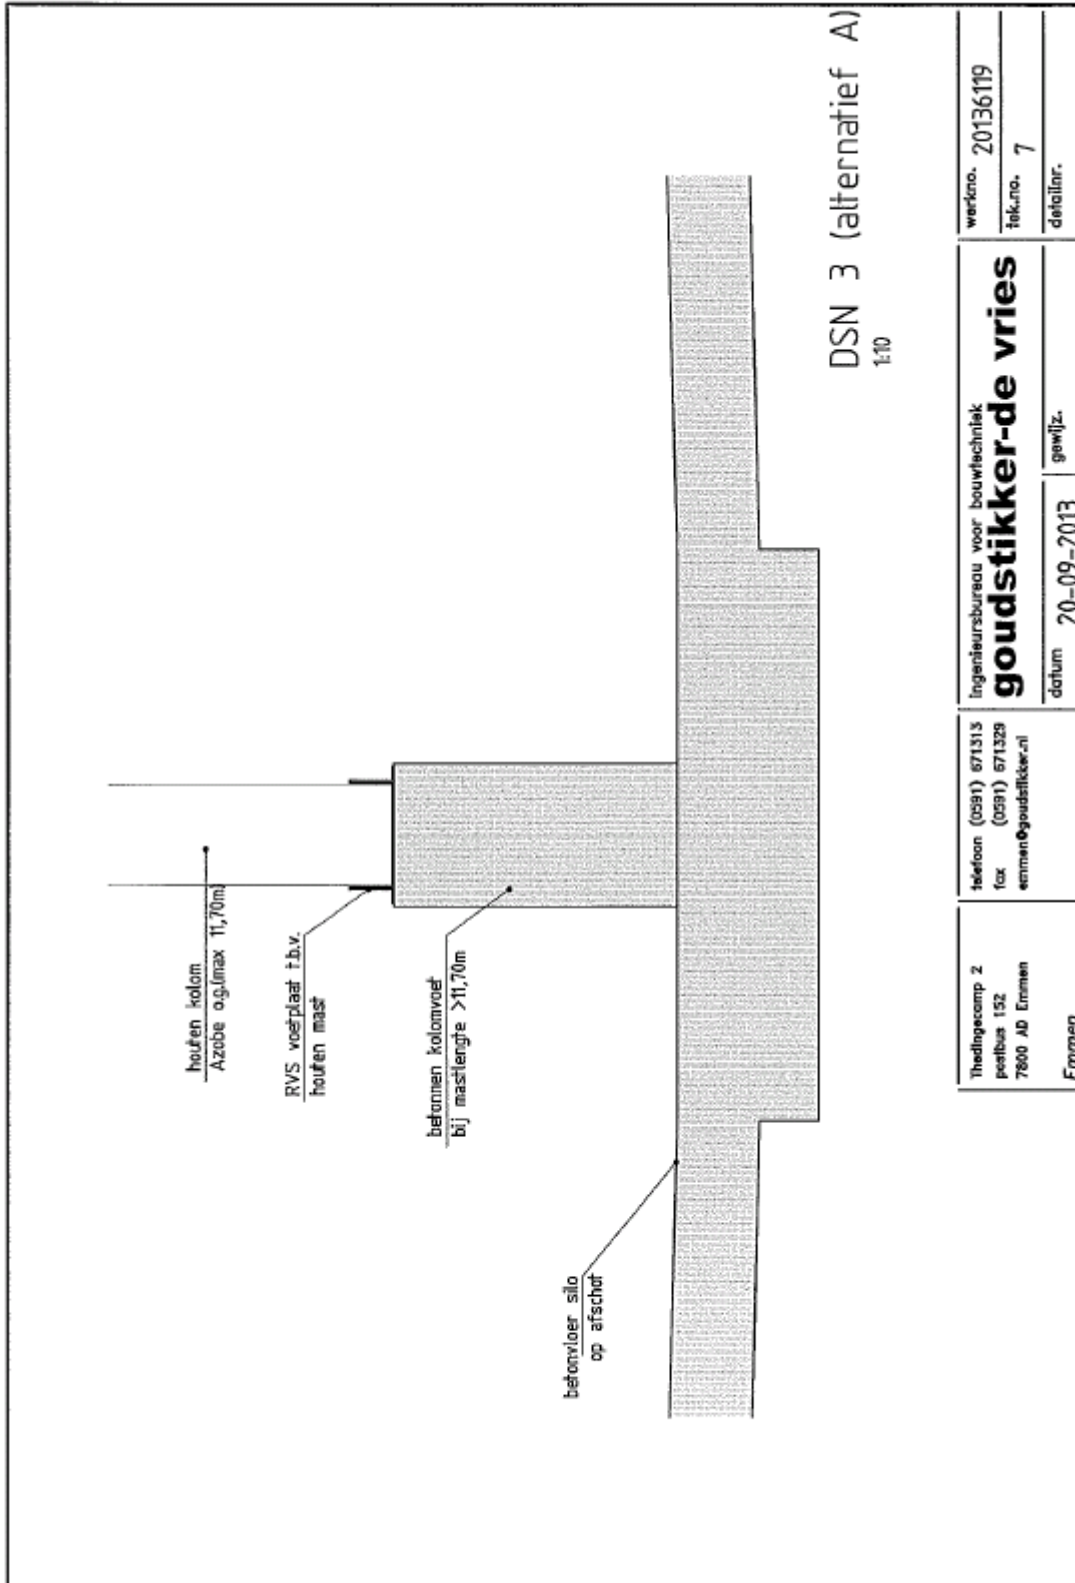 houten kolom
Azobe o.g.(max 11,70m)
RVS voetplaat t.b.v.
houten mast
betonnen kolomvoet
bij mastlengte >11,70m
betonvloer silo
op afschot
DSN 3 (alternatief A)
1:10
Thedingecamp 2
postbus 152
7800 AD Emmen
Emmen
telefoon (0591) 671313
fax (0591) 671329
emmen@goudstikker.nl
ingenieursbureau voor bouwtechniek
goudstikker-de vries
datum 20-09-2013
gewijz.
werkno. 20136119
tek.no. 7
detailnr.